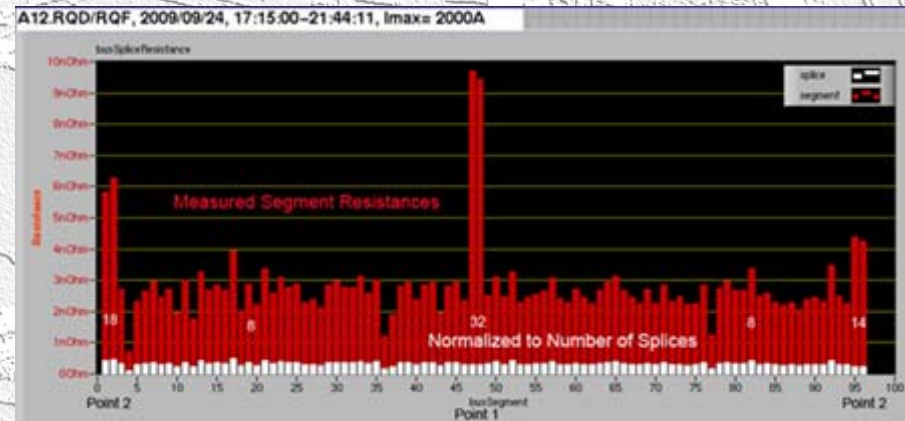 A12.RQD/RQF, 2009/09/24, 17:15:00-21:44:11, Imax= 2000A
busSpliceResistance
10nOhm
9nOhm
8nOhm
7nOhm
6nOhm
5nOhm
4nOhm
3nOhm
2nOhm
1nOhm
0Ohm
Resistance
splice
segment
Measured Segment Resistances
18
8
32
8
14
Normalized to Number of Splices
0 5 10 15 20 25 30 35 40 45 50 55 60 65 70 75 80 85 90 95 100
Point 2
busSegment
Point 1
Point 2